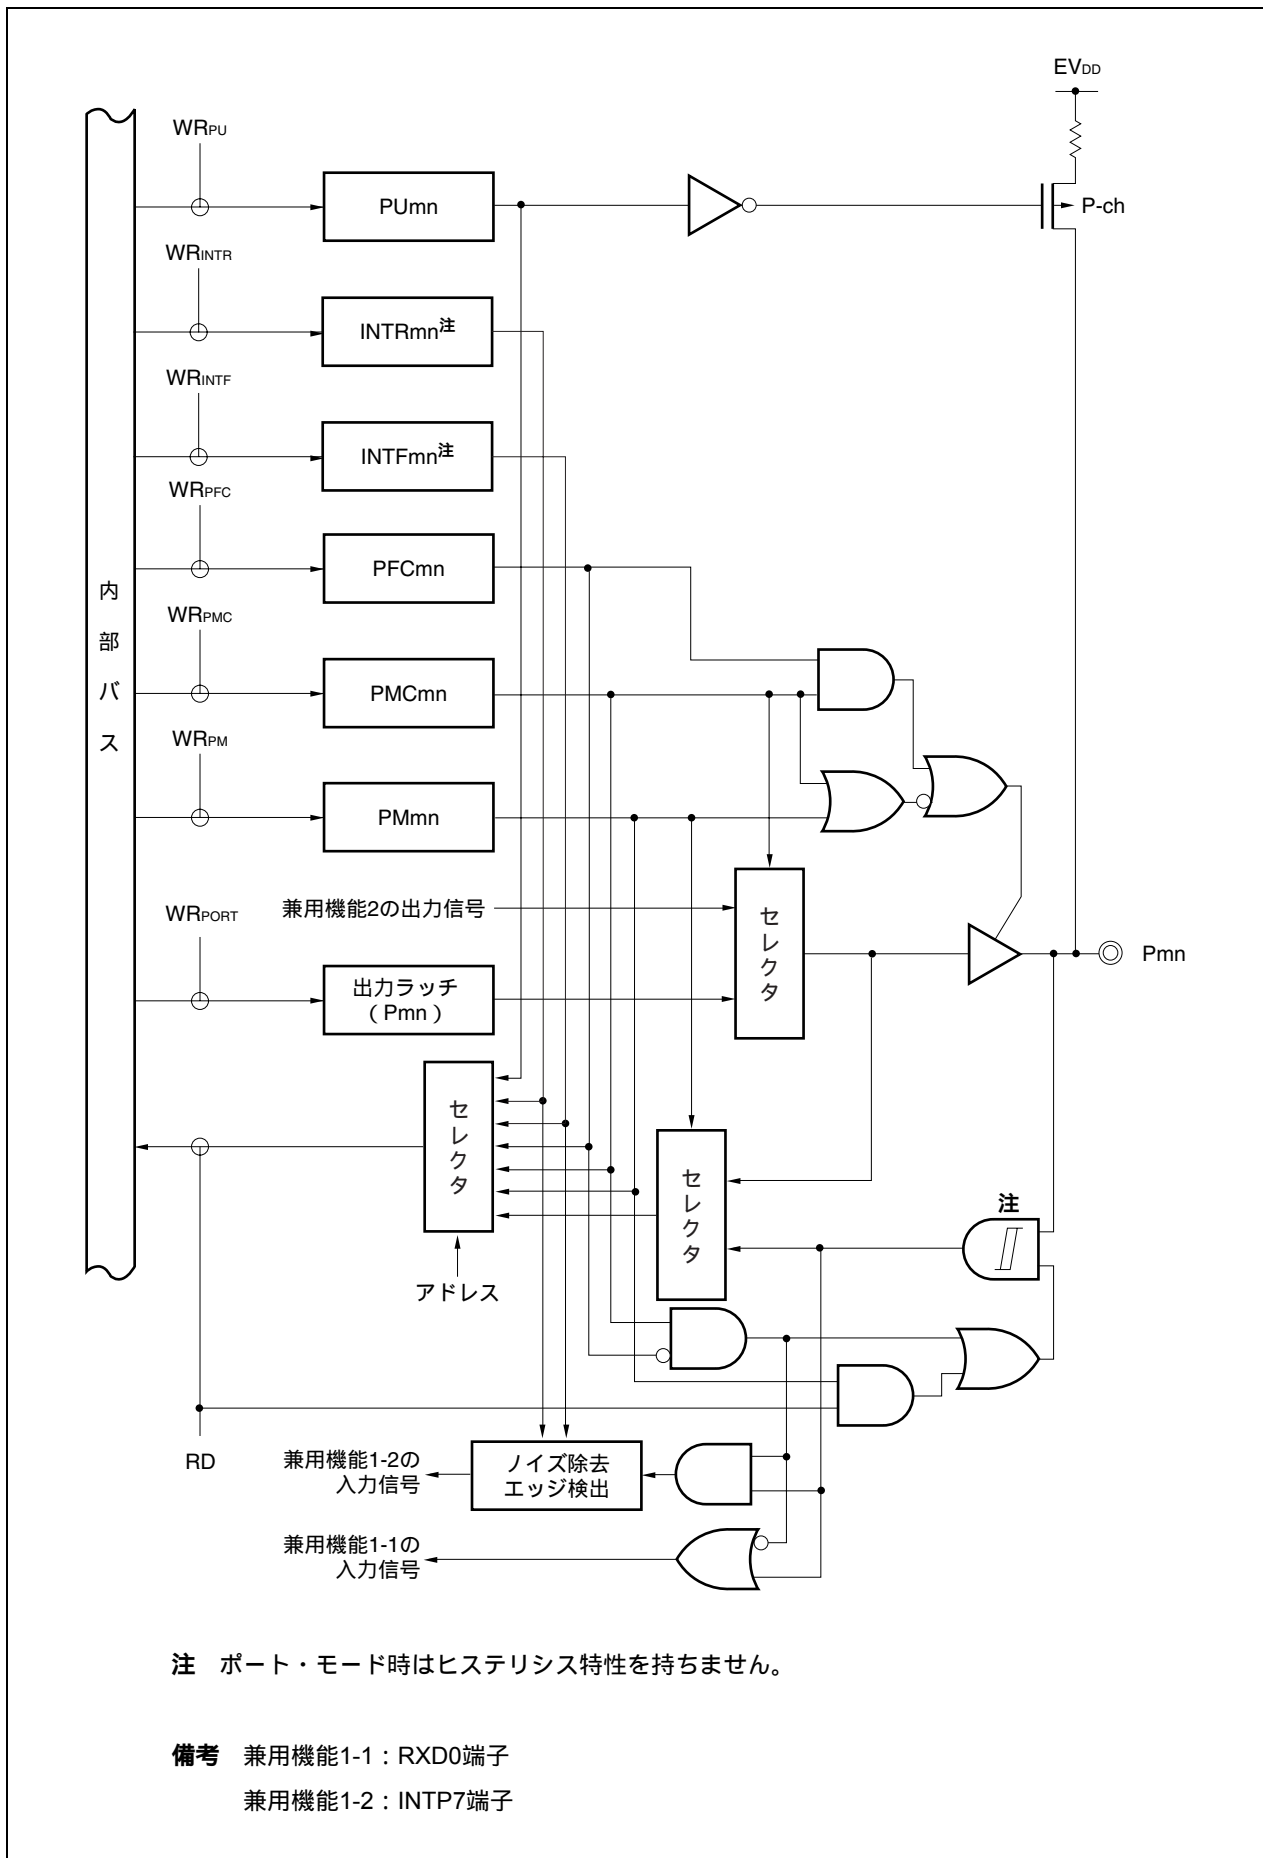 EVDD
WRPU
PUmn
P-ch
WRINTR
INTRmn注
WRINTF
INTFmn注
WRPFC
PFCmn
内部バス
WRPMC
PMCmn
WRPM
PMmn
兼用機能2の出力信号
セレクタ
WRPORT
出力ラッチ
（Pmn）
Pmn
セレクタ
セレクタ
注
アドレス
RD
兼用機能1-2の
入力信号
ノイズ除去
エッジ検出
兼用機能1-1の
入力信号
注 ポート・モード時はヒステリシス特性を持ちません。
備考 兼用機能1-1：RXD0端子
兼用機能1-2：INTP7端子